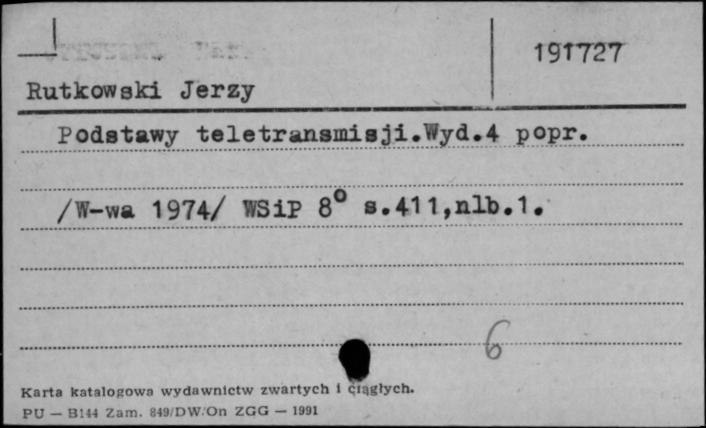 191727
Rutkowski Jerzy
Podstawy teletransmisji.Wyd.4 popr.
/W-wa 1974/ WSiP 8° s.411,nlb.1.
6
Karta katalogowa wydawnictw zwartych i ciągłych.
PU — B144 Zam. 849/DW/On ZGG — 1991